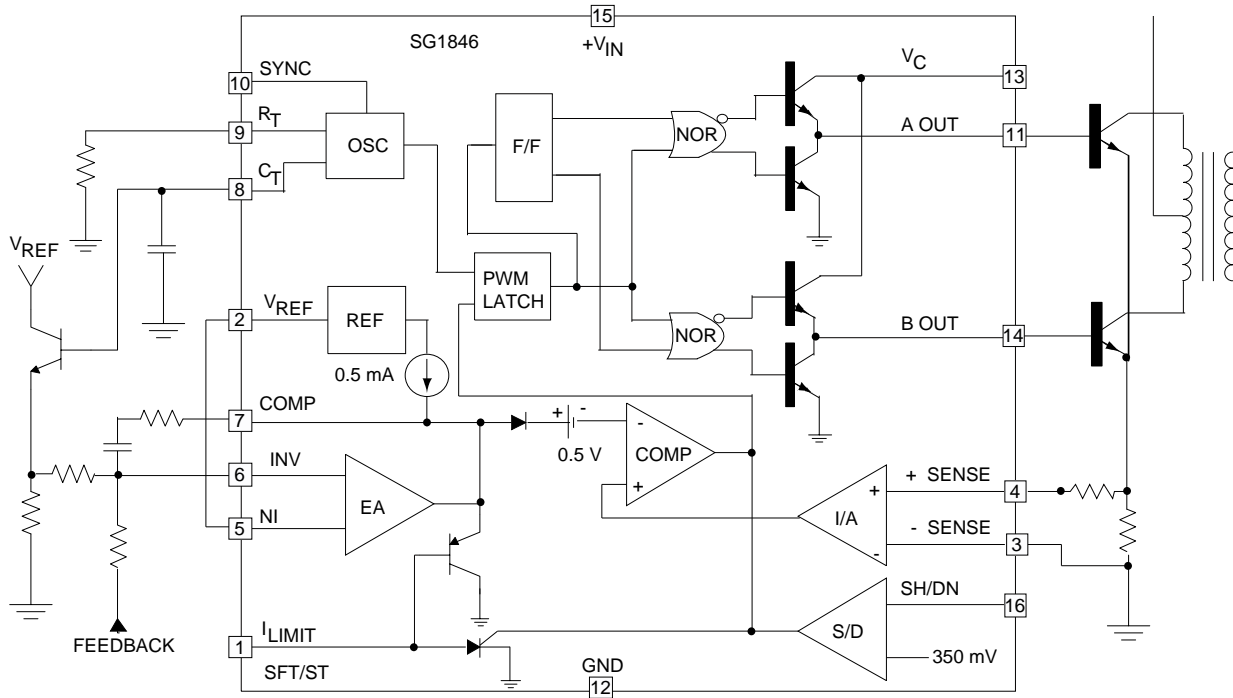 15
SG1846
+VIN
VC
13
10
SYNC
9
RT
OSC
F/F
NOR
A OUT
11
8
CT
VREF
PWM
LATCH
2
VREF
REF
NOR
B OUT
14
0.5 mA
7
COMP
+
-
-
0.5 V
COMP
+
6
INV
EA
5
NI
+
+ SENSE
4
I/A
-
- SENSE
3
SH/DN
16
S/D
350 mV
FEEDBACK
1
ILIMIT
SFT/ST
GND
12